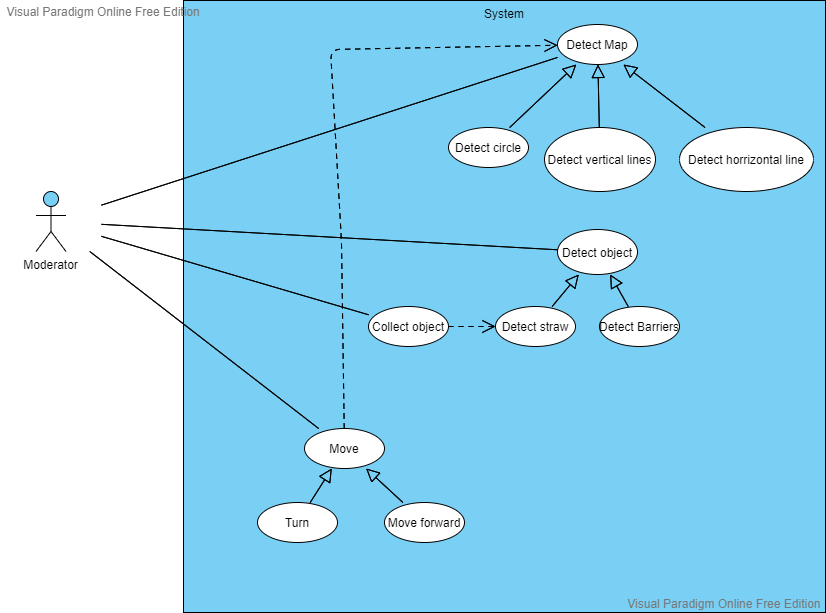 Visual Paradigm Online Free Edition
System
Detect Map
Detect circle
Detect vertical lines
Detect horrizontal line
Moderator
Detect object
Collect object
Detect straw
Detect Barriers
Move
Turn
Move forward
Visual Paradigm Online Free Edition